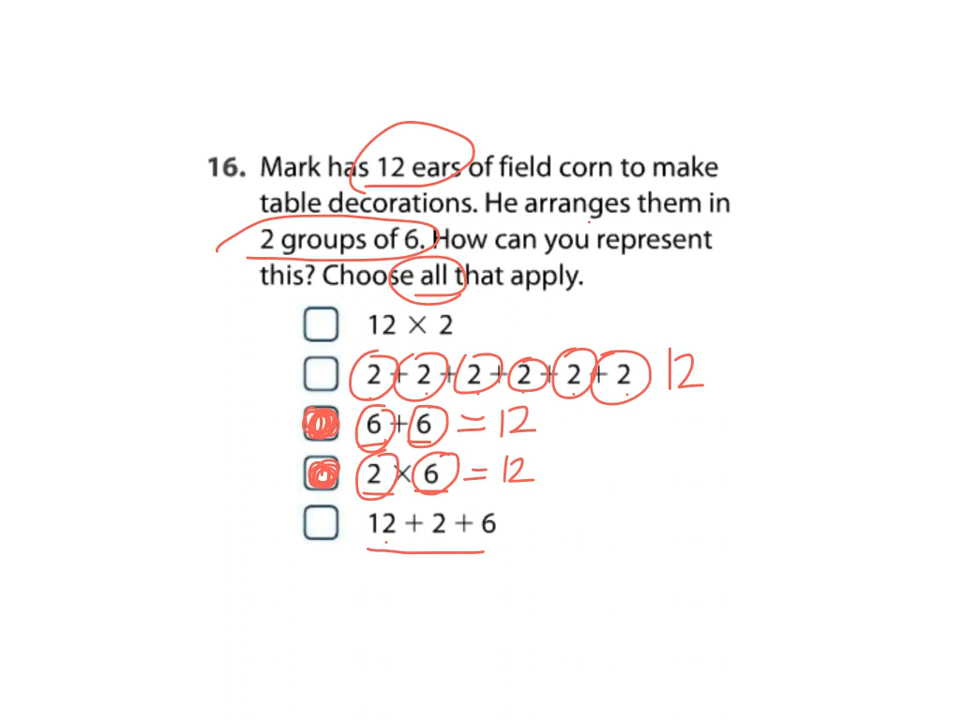 16. Mark has 12 ears of field corn to make
table decorations. He arranges them in
2 groups of 6. How can you represent
this? Choose all that apply.
12 × 2
2 + 2 + 2 + 2 + 2 + 2 12
6 + 6 = 12
2 × 6 = 12
12 + 2 + 6